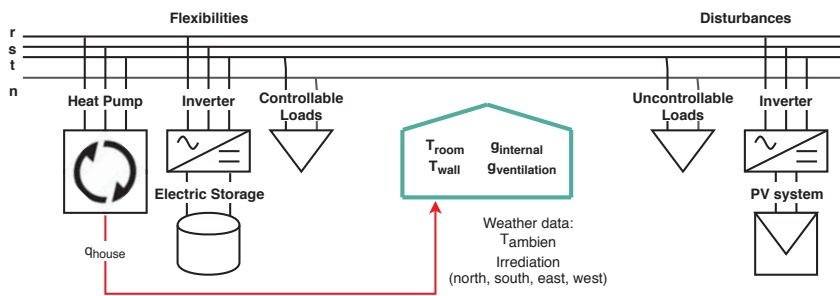 Flexibilities
Disturbances
r
s
t
n
Heat Pump
Inverter
Controllable
Loads
Uncontrollable
Loads
Inverter
Troom
ginternal
Twall
gventilation
Electric Storage
PV system
qhouse
Weather data:
Tambien
Irrediation
(north, south, east, west)